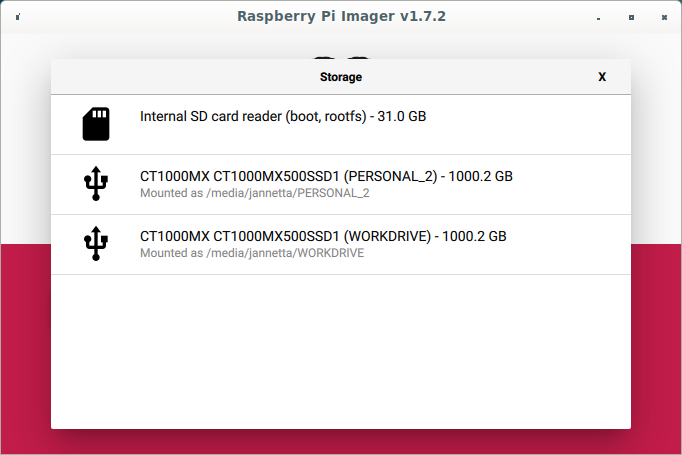 Raspberry Pi Imager v1.7.2
Storage
X
Internal SD card reader (boot, rootfs) - 31.0 GB
CT1000MX CT1000MX500SSD1 (PERSONAL_2) - 1000.2 GB
Mounted as /media/jannetta/PERSONAL_2
CT1000MX CT1000MX500SSD1 (WORKDRIVE) - 1000.2 GB
Mounted as /media/jannetta/WORKDRIVE